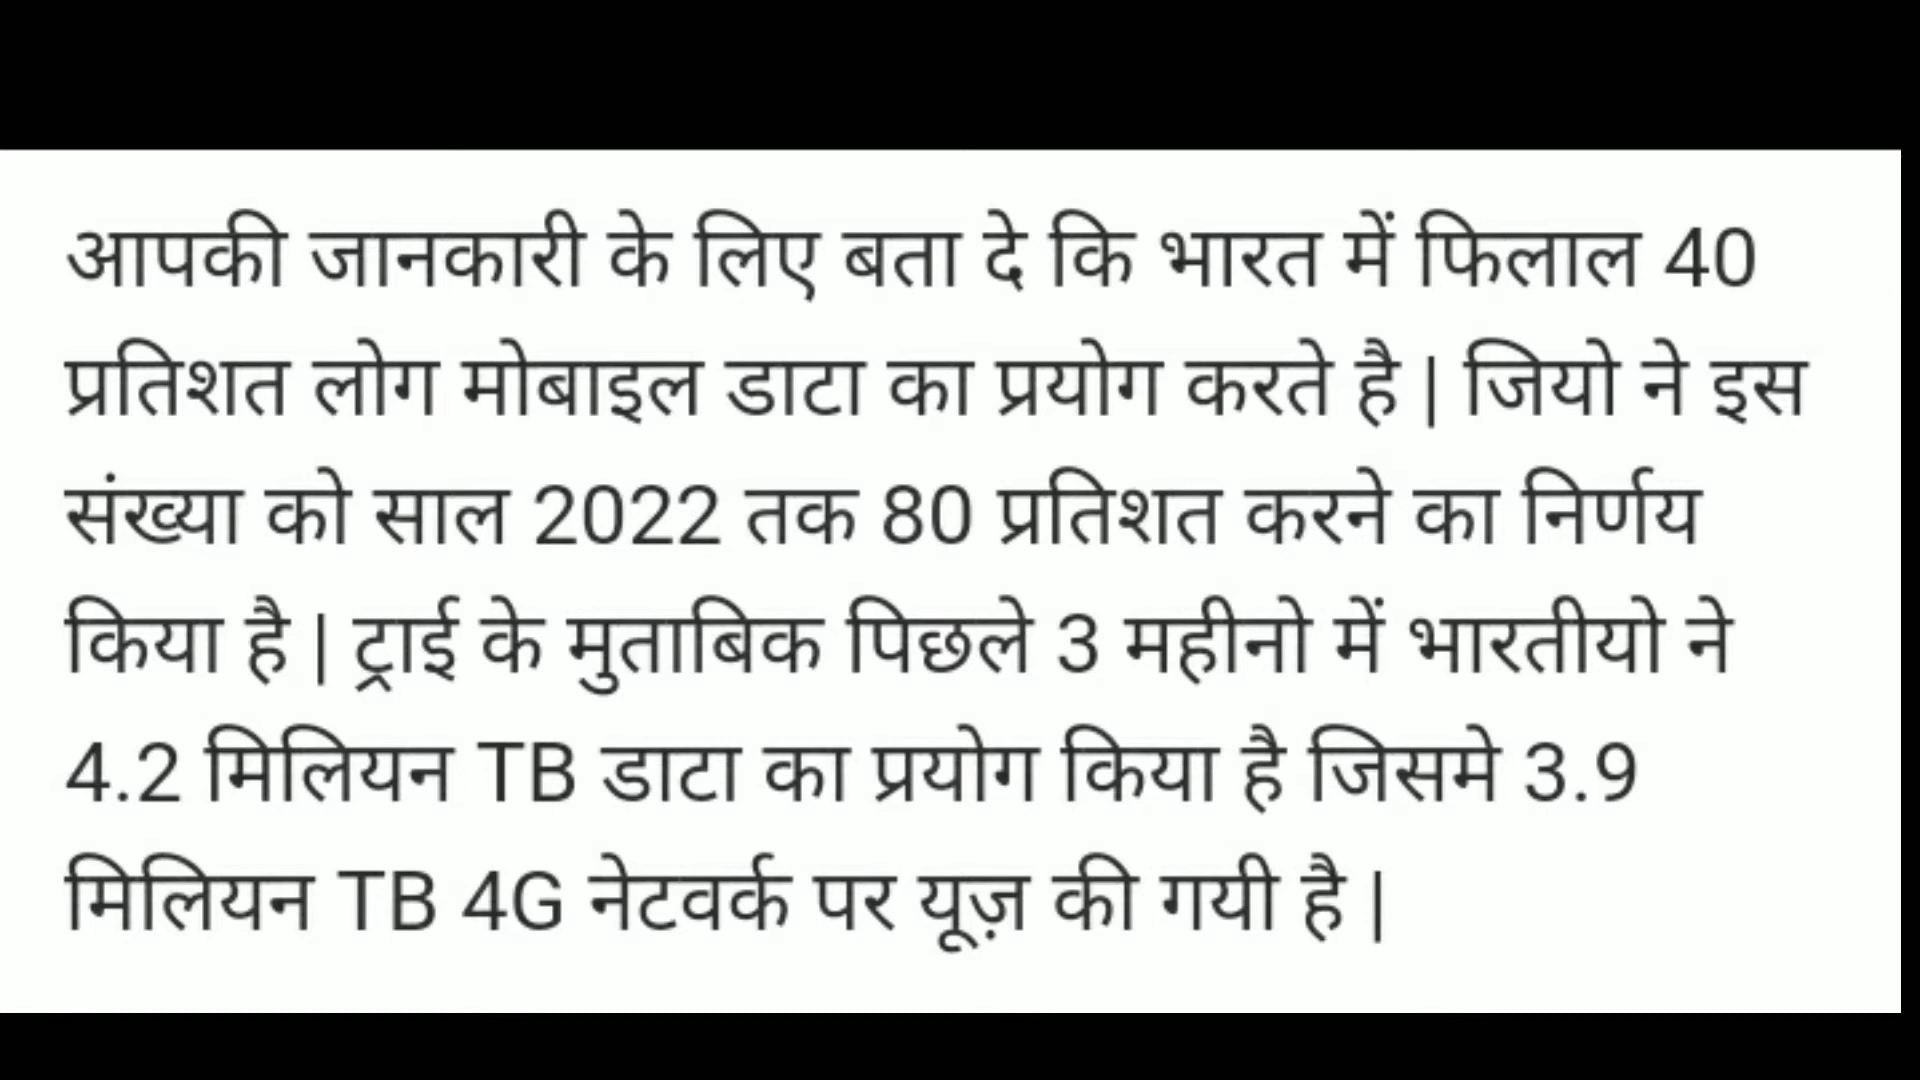 आपकी जानकारी के लिए बता दे कि भारत में फिलाल 40
प्रतिशत लोग मोबाइल डाटा का प्रयोग करते है | जियो ने इस
संख्या को साल 2022 तक 80 प्रतिशत करने का निर्णय
किया है | ट्राई के मुताबिक पिछले 3 महीनो में भारतीयो ने
4.2 मिलियन TB डाटा का प्रयोग किया है जिसमे 3.9
मिलियन TB 4G नेटवर्क पर यूज़ की गयी है |